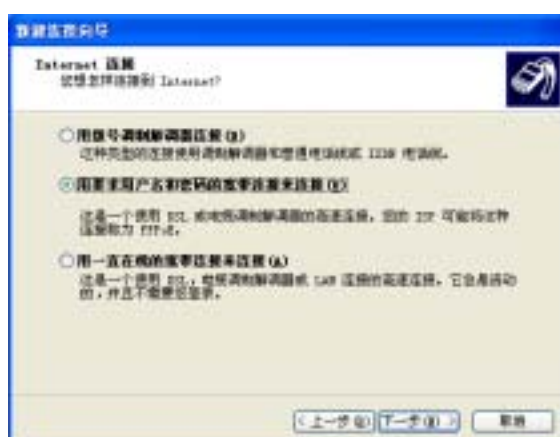 新建连接向导
Internet 连接
您想怎样连接到 Internet?
用拨号调制解调器连接(D)
这种类型的连接使用调制解调器和普通电话线或 ISDN 电话线。
用要求用户名和密码的宽带连接来连接(U)
这是一个使用 DSL 或电缆调制解调器的高速连接。您的 ISP 可能将这种
连接称为 PPPoE。
用一直在线的宽带连接来连接(A)
这是一个使用 DSL, 电缆调制解调器或 LAN 连接的高速连接。它总是活动
的,并且不需要您登录。
<上一步(B) 下一步(N)> 取消